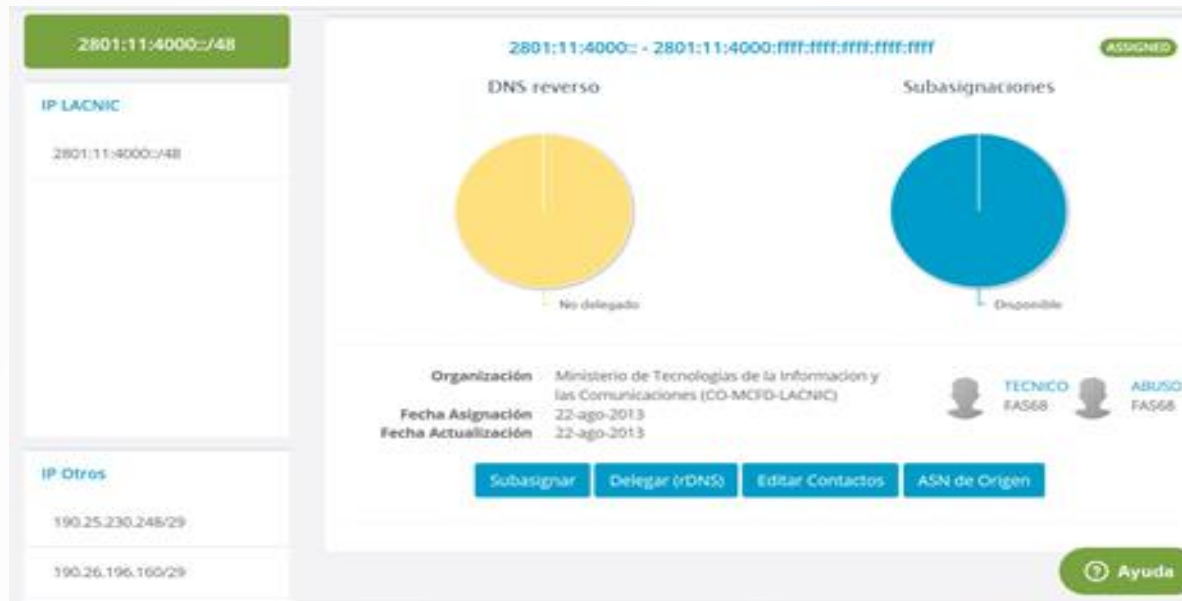 2801:11:4000::/48
IP LACNIC
2801:11:4000::/48
IP Otros
190.25.230.248/29
190.26.196.160/29
2801:11:4000:: - 2801:11:4000:ffff:ffff:ffff:ffff:ffff
ASSIGNED
DNS reverso
No delegado
Subasignaciones
Disponible
Organización Ministerio de Tecnologias de la Informacion y
las Comunicaciones (CO-MCFD-LACNIC)
Fecha Asignación 22-ago-2013
Fecha Actualización 22-ago-2013
TECNICO
FAS68
ABUSO
FAS68
Subasignar
Delegar (rDNS)
Editar Contactos
ASN de Origen
Ayuda